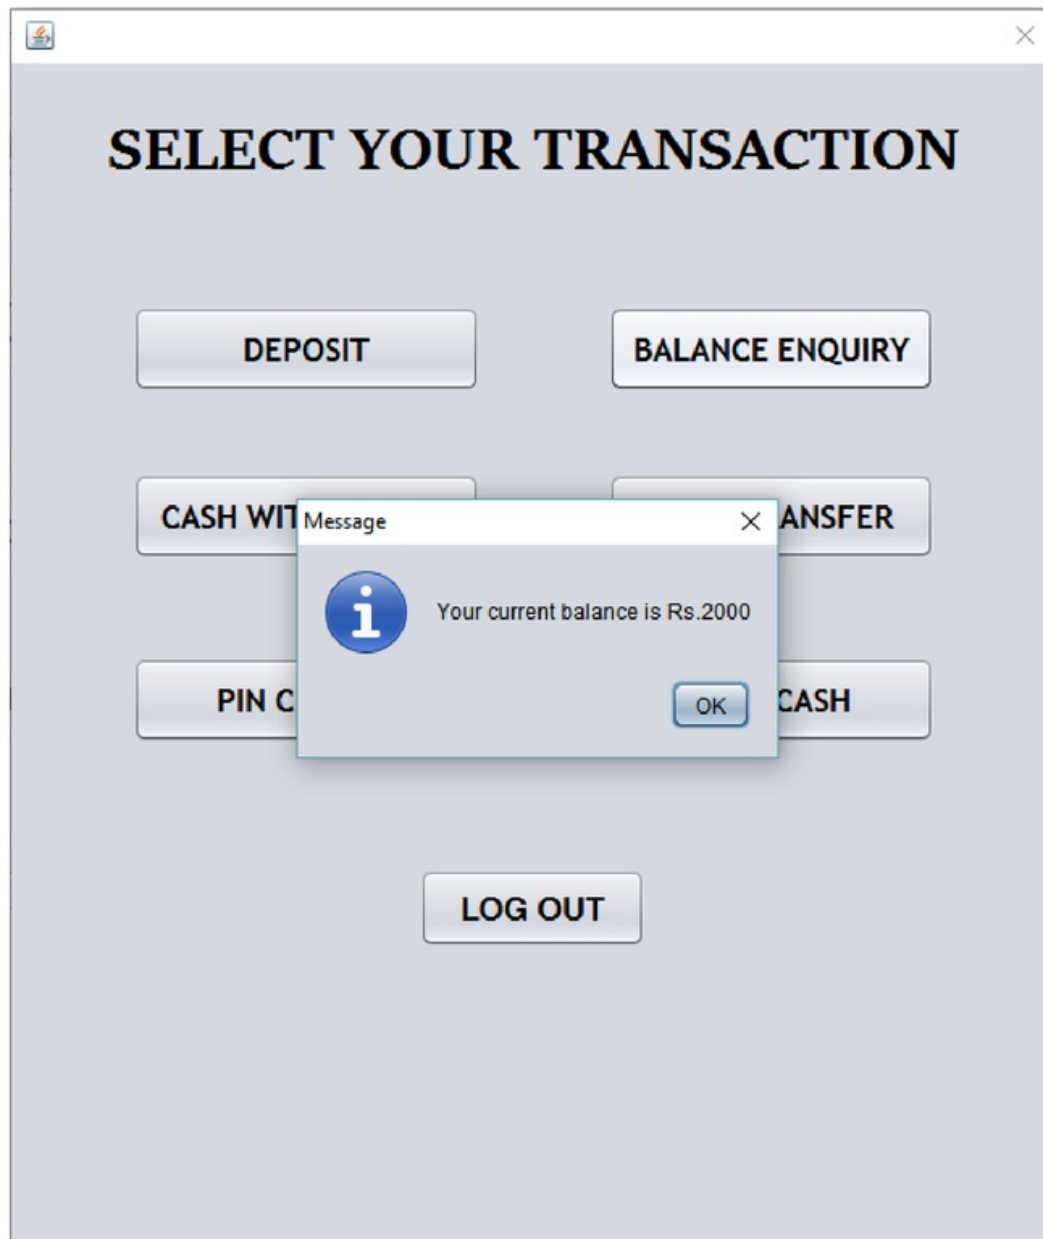 SELECT YOUR TRANSACTION
DEPOSIT
BALANCE ENQUIRY
CASH
ANSFER
Message
Your current balance is Rs.2000
OK
PIN
CASH
LOG OUT